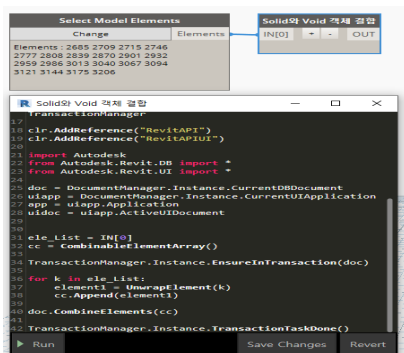 Select Model Elements
Change
Elements
Elements : 2685 2709 2715 2746
2777 2808 2839 2870 2901 2932
2959 2986 3013 3040 3067 3094
3121 3144 3175 3206
Solid와 Void 객체 결합
IN[0] + - OUT
R Solid와 Void 객체 결합
TransactionManager
17
18 clr.AddReference("RevitAPI")
19 clr.AddReference("RevitAPIUI")
20
21 import Autodesk
22 from Autodesk.Revit.DB import *
23 from Autodesk.Revit.UI import *
24
25 doc = DocumentManager.Instance.CurrentDBDocument
26 uiapp = DocumentManager.Instance.CurrentUIApplication
27 app = uiapp.Application
28 uidoc = uiapp.ActiveUIDocument
29
30
31 ele_List = IN[0]
32 cc = CombinableElementArray()
33
34 TransactionManager.Instance.EnsureInTransaction(doc)
35
36 for k in ele_List:
37 element1 = UnwrapElement(k)
38 cc.Append(element1)
39
40 doc.CombineElements(cc)
41
42 TransactionManager.Instance.TransactionTaskDone()
Run
Save Changes
Revert